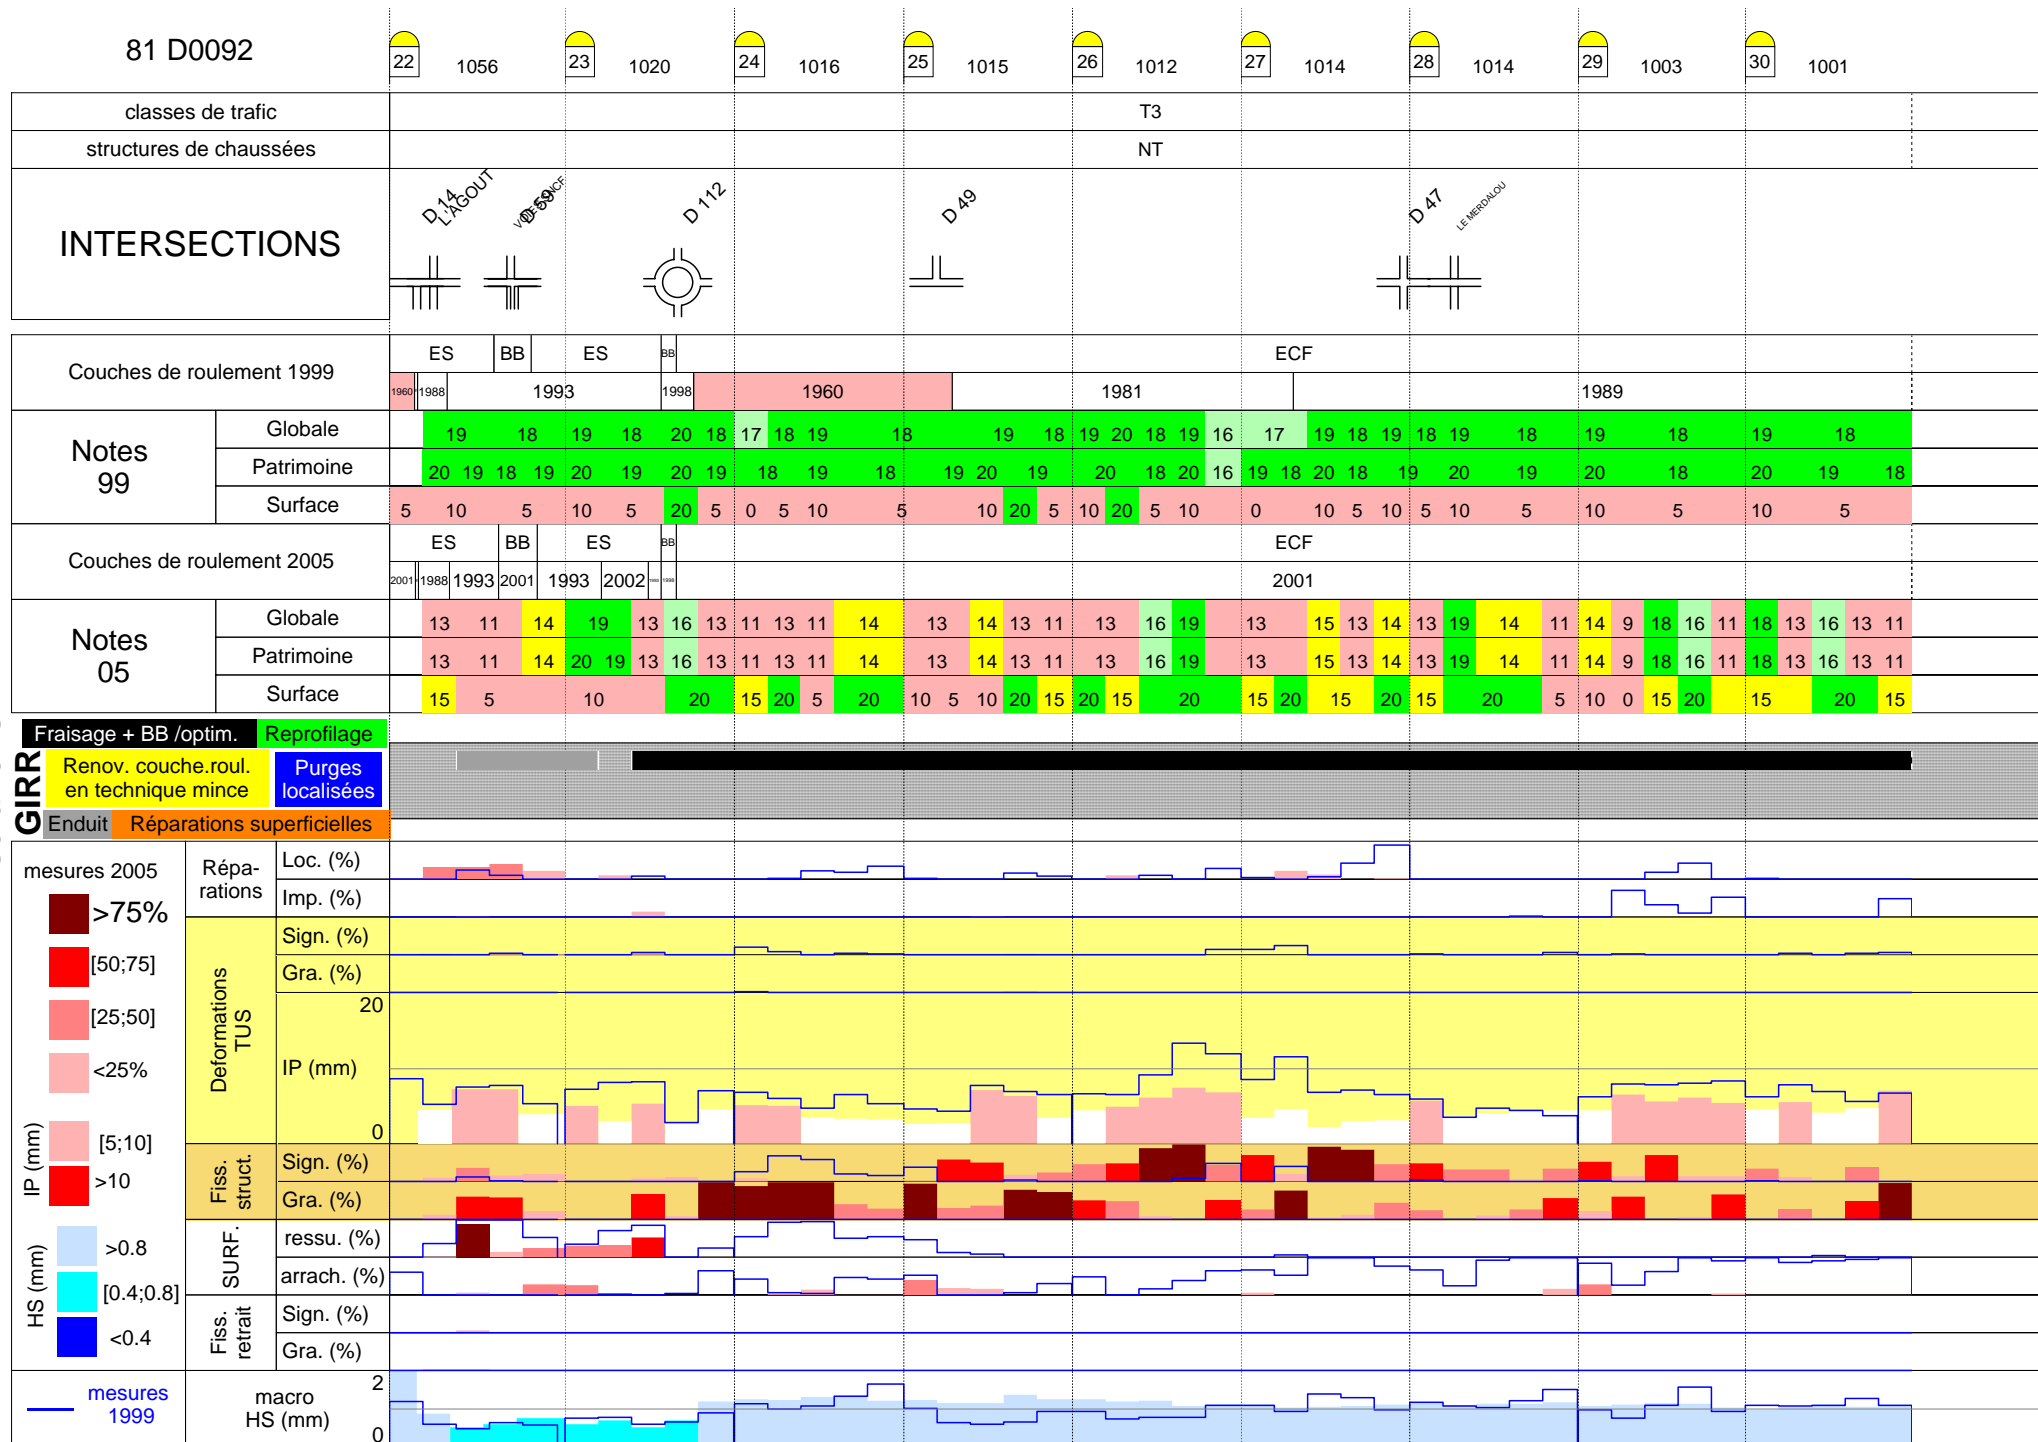 81 D0092
22 1056 23 1020 24 1016 25 1015 26 1012 27 1014 28 1014 29 1003 30 1001
classes de trafic T3
structures de chaussées NT
INTERSECTIONS
D 14 L'AGOUT D 59 D 112 D 49 D 47 LE MERDALOU
Couches de roulement 1999
ES BB ES BB ECF
1960 1988 1993 1998 1960 1981 1989
Notes 99
Globale 19 18 19 18 20 18 17 18 19 18 19 18 19 20 18 19 16 17 19 18 19 18 19 18 19 18 19 18
Patrimoine 20 19 18 19 20 19 20 19 18 19 18 19 20 19 20 18 20 16 19 18 20 18 19 20 19 20 18 20 19 18
Surface 5 10 5 10 5 20 5 0 5 10 5 10 20 5 10 20 5 10 0 10 5 10 5 10 5 10 5 10 5
Couches de roulement 2005
ES BB ES BB ECF
2001 1988 1993 2001 1993 2002 1998 2001
Notes 05
Globale 13 11 14 19 13 16 13 11 13 11 14 13 14 13 11 13 16 19 13 15 13 14 13 19 14 11 14 9 18 16 11 18 13 16 13 11
Patrimoine 13 11 14 20 19 13 16 13 11 13 11 14 13 14 13 11 13 16 19 13 15 13 14 13 19 14 11 14 9 18 16 11 18 13 16 13 11
Surface 15 5 10 20 15 20 5 20 10 5 10 20 15 20 15 20 15 20 15 20 15 20 5 10 0 15 20 15 20 15
GIRR
Fraisage + BB /optim. Reprofilage
Renov. couche.roul. en technique mince
Purges localisées
Enduit Réparations superficielles
mesures 2005
>75%
[50;75]
[25;50]
<25%
IP (mm)
[5;10]
>10
HS (mm)
>0.8
[0.4;0.8]
<0.4
mesures 1999
Répa-
rations
Loc. (%)
Imp. (%)
Deformations
TUS
Sign. (%)
Gra. (%)
20
IP (mm)
0
Fiss.
struct.
Sign. (%)
Gra. (%)
SURF.
ressu. (%)
arrach. (%)
Fiss.
retrait
Sign. (%)
Gra. (%)
macro
HS (mm)
2
0